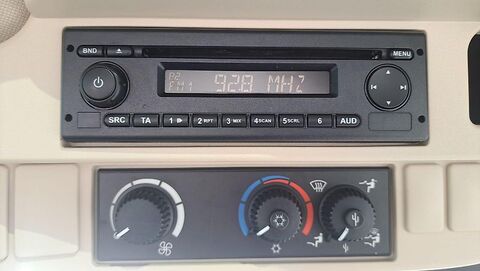 BND MENU
P2
FM1 92.8 MHZ
SRC TA 1 2 RPT 3 MIX 4 SCAN 5 SCRL 6 AUD